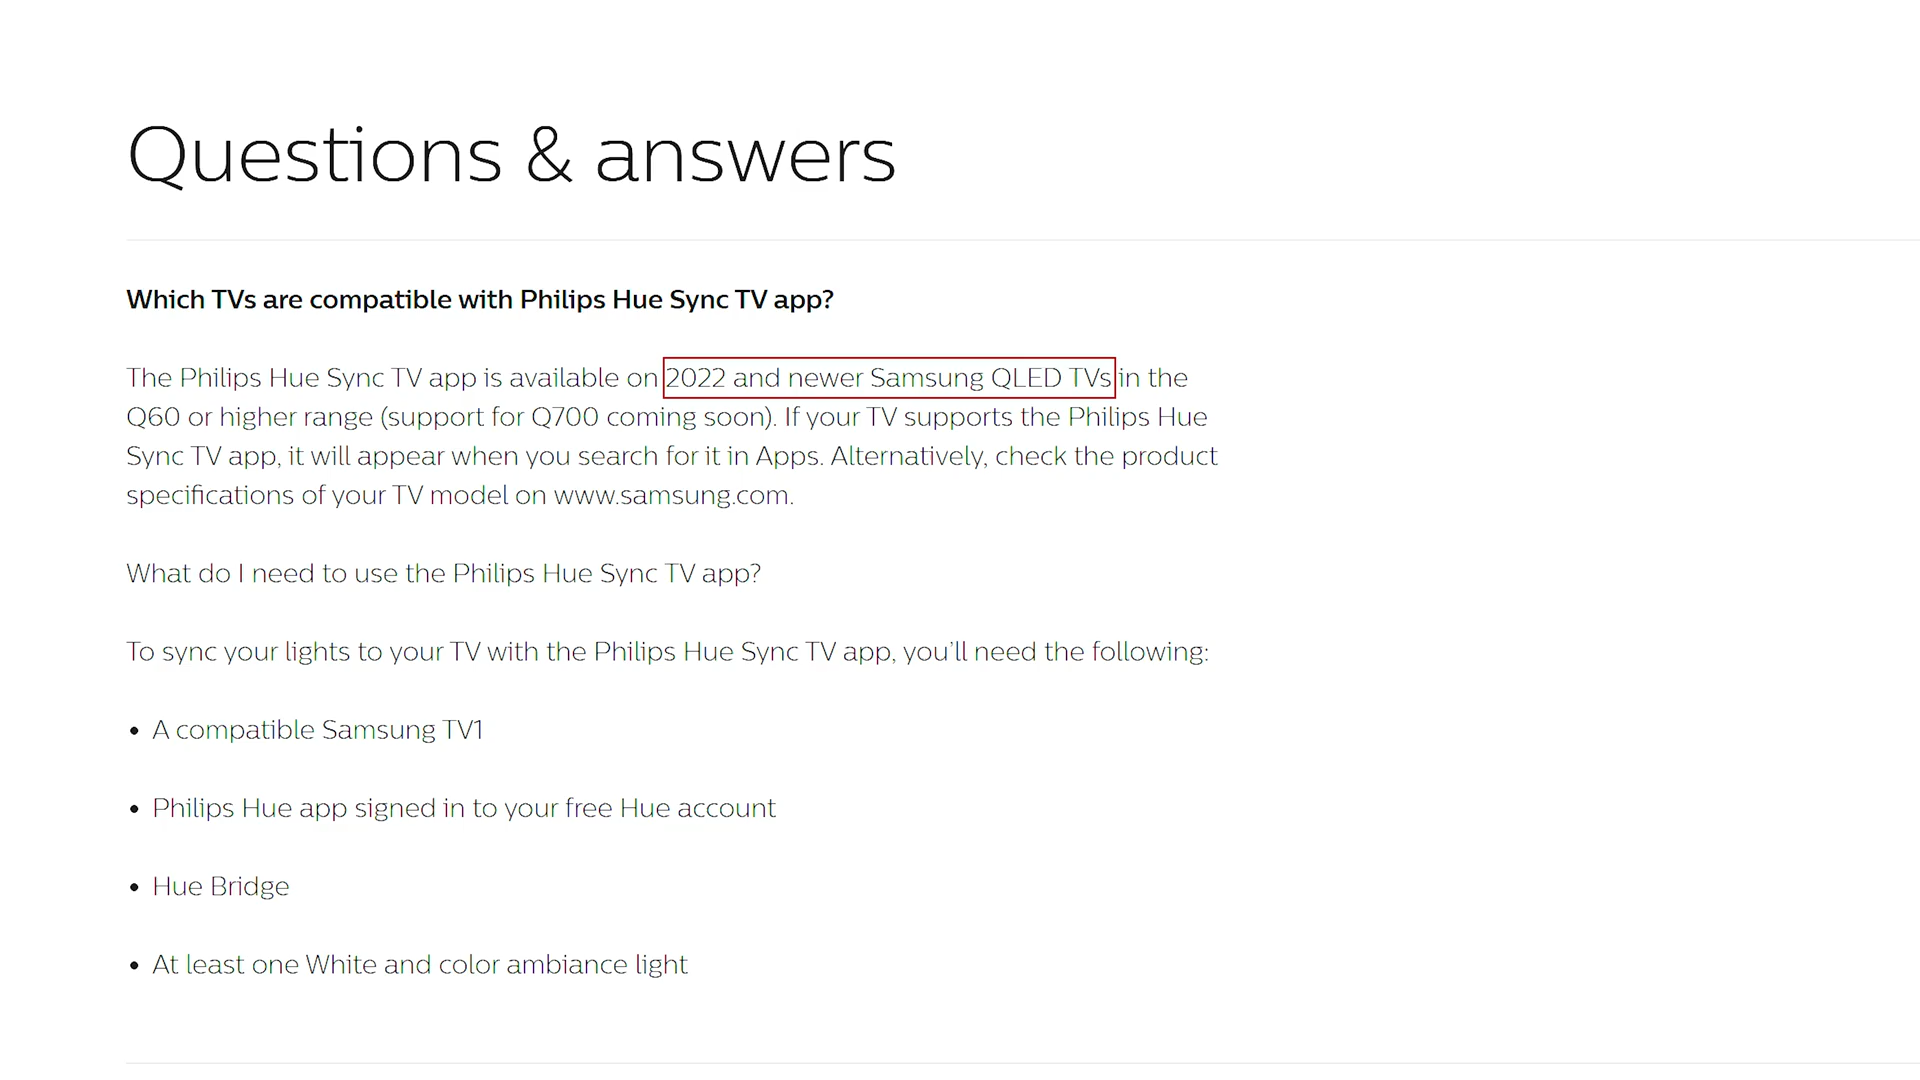 Questions & answers
Which TVs are compatible with Philips Hue Sync TV app?
The Philips Hue Sync TV app is available on 2022 and newer Samsung QLED TVs in the
Q60 or higher range (support for Q700 coming soon). If your TV supports the Philips Hue
Sync TV app, it will appear when you search for it in Apps. Alternatively, check the product
specifications of your TV model on www.samsung.com.
What do I need to use the Philips Hue Sync TV app?
To sync your lights to your TV with the Philips Hue Sync TV app, you’ll need the following:
• A compatible Samsung TV1
• Philips Hue app signed in to your free Hue account
• Hue Bridge
• At least one White and color ambiance light